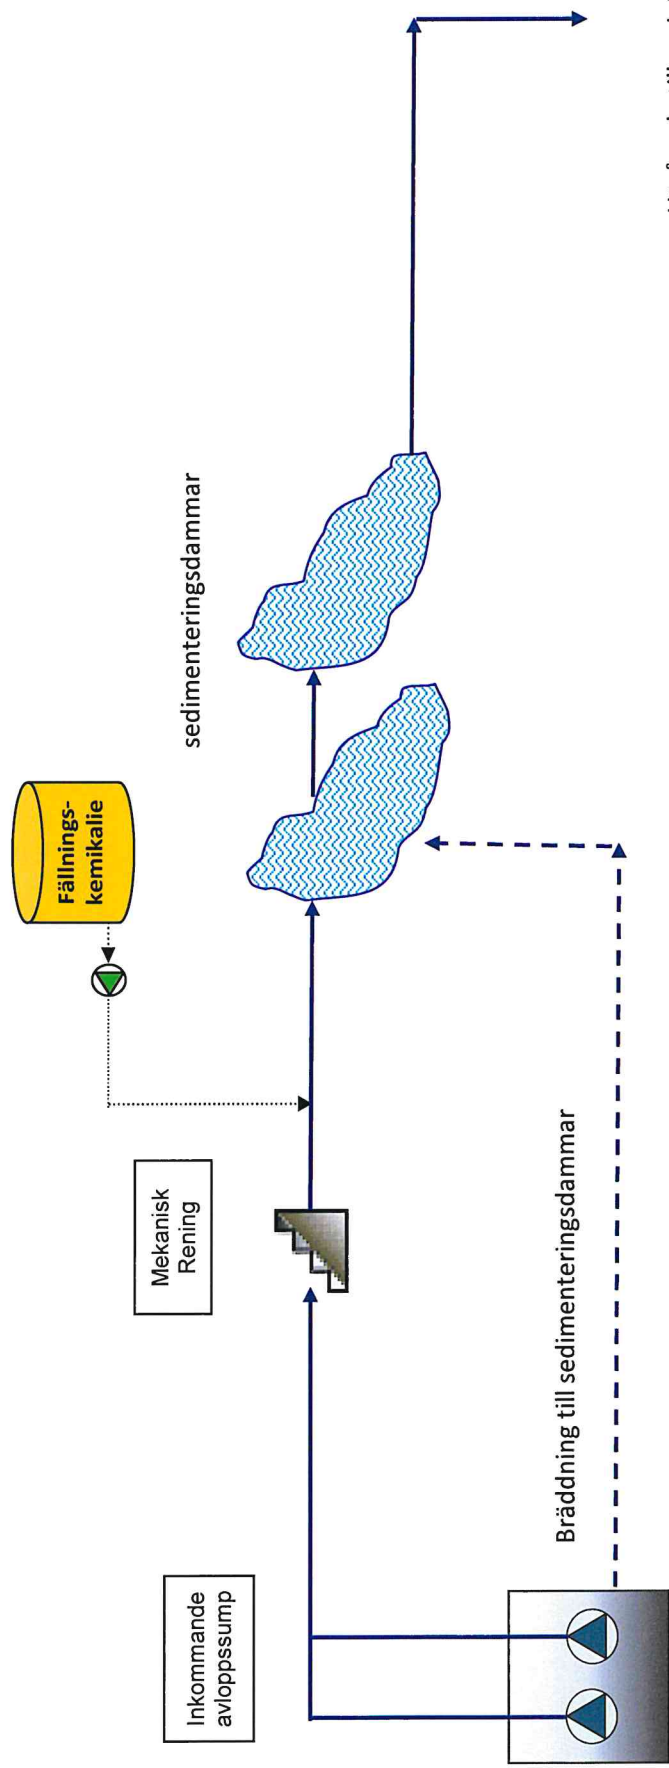 Inkommande
avloppssump
Mekanisk
Rening
Fällnings-
kemikalie
sedimenteringsdammar
Bräddning till sedimenteringsdammar